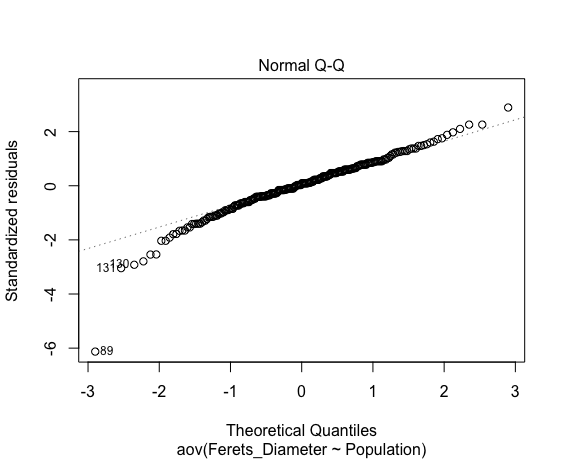 Normal Q-Q
Standardized residuals
2
0
-2
-4
-6
130
131
89
-3 -2 -1 0 1 2 3
Theoretical Quantiles
aov(Ferets_Diameter ~ Population)